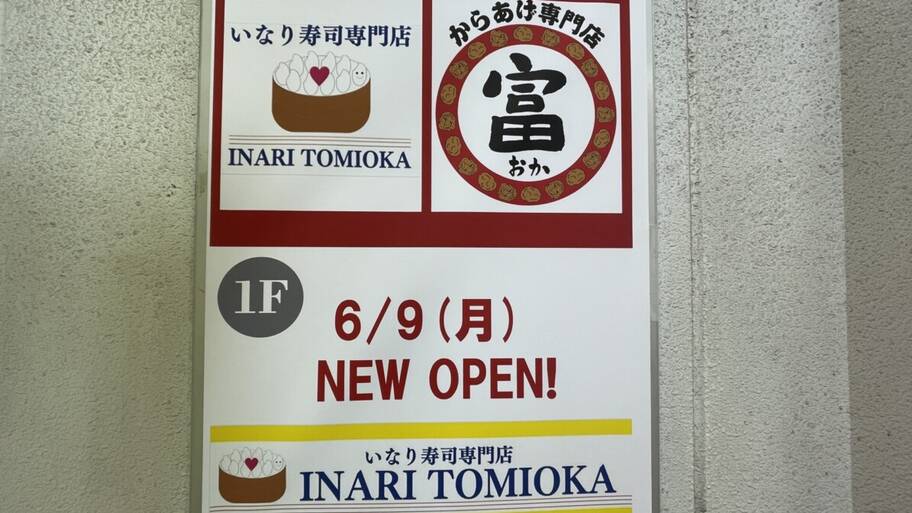 いなり寿司専門店
INARI TOMIOKA
からあげ専門店
富
おか
1F
6/9(月)
NEW OPEN!
いなり寿司専門店
INARI TOMIOKA